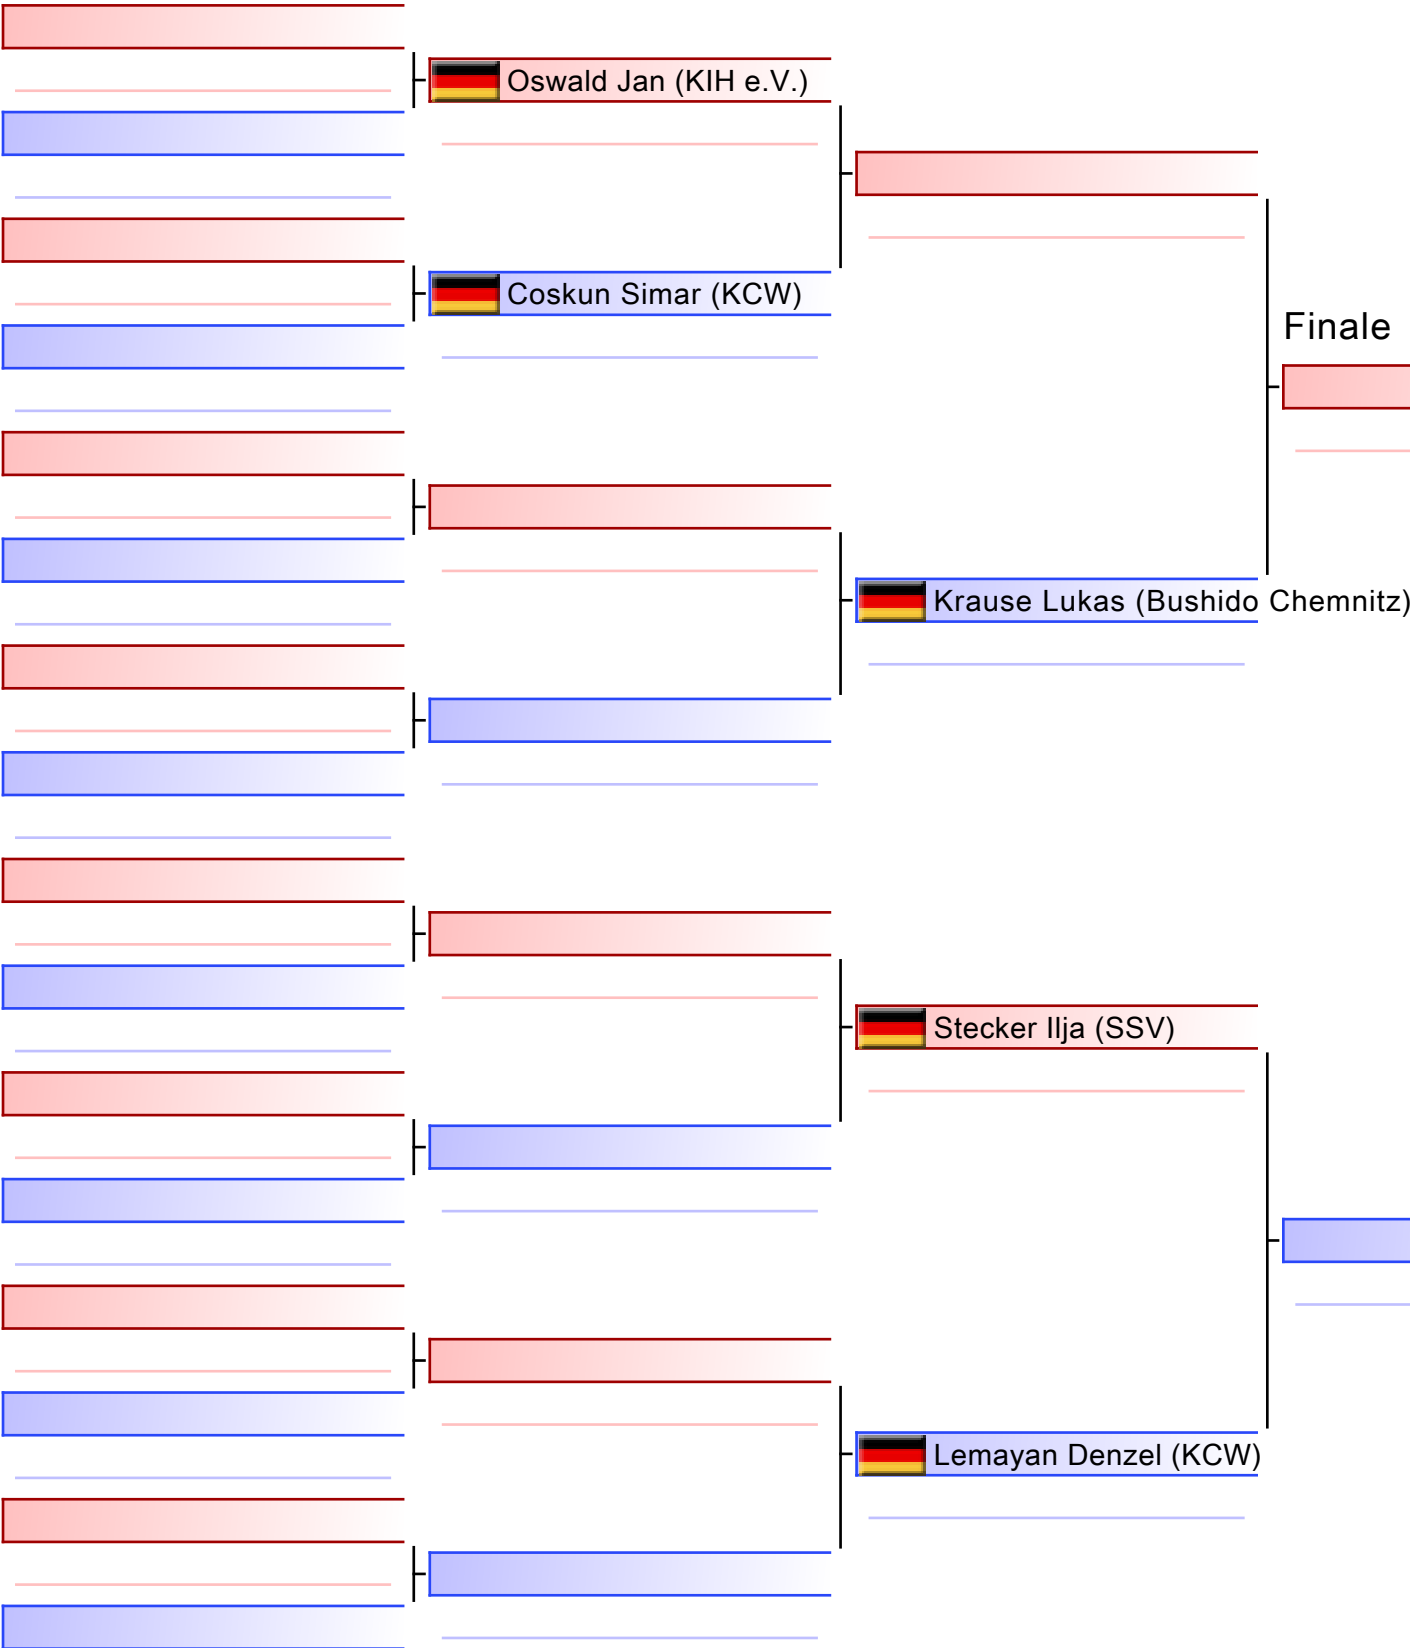 Oswald Jan (KIH e.V.)
Coskun Simar (KCW)
Finale
Krause Lukas (Bushido Chemnitz)
Stecker Ilja (SSV)
Lemayan Denzel (KCW)